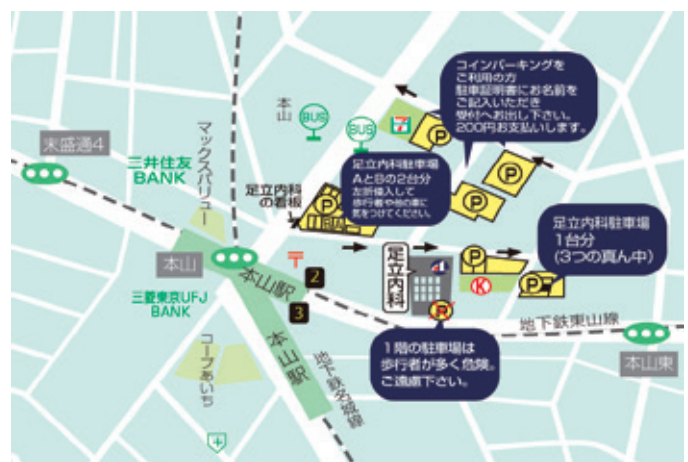 コインパーキングを
ご利用の方
駐車証明書にお名前を
ご記入いただき
受付へお出し下さい。
200円お支払いします。
末盛通4
三井住友
BANK
マックスバリュー
本山
BUS
BUS
7
P
P
P
足立内科駐車場
AとBの2台分
左折侵入して
歩行者や他の車に
気をつけてください。
足立内科
の看板
P
足立内科駐車場
1台分
(3つの真ん中)
本山
〒
本山駅
2
3
足立内科
P
K
P
P
三菱東京UFJ
BANK
コープあいち
本山駅
地下鉄名城線
地下鉄東山線
本山東
1階の駐車場は
歩行者が多く危険。
ご遠慮下さい。